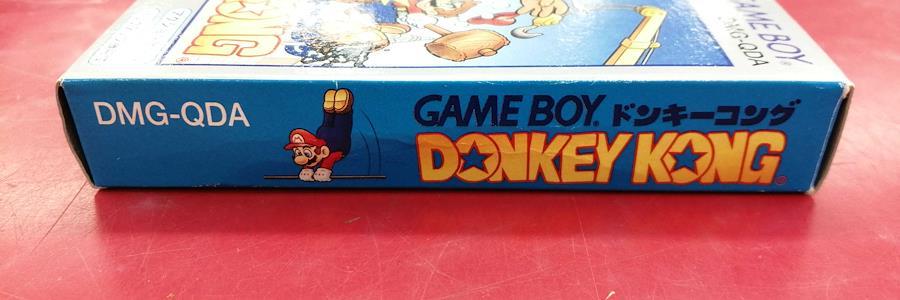 GAME BOY®
DMG-QDA
DMG-QDA
GAME BOY® ドンキーコング
DONKEY KONG®